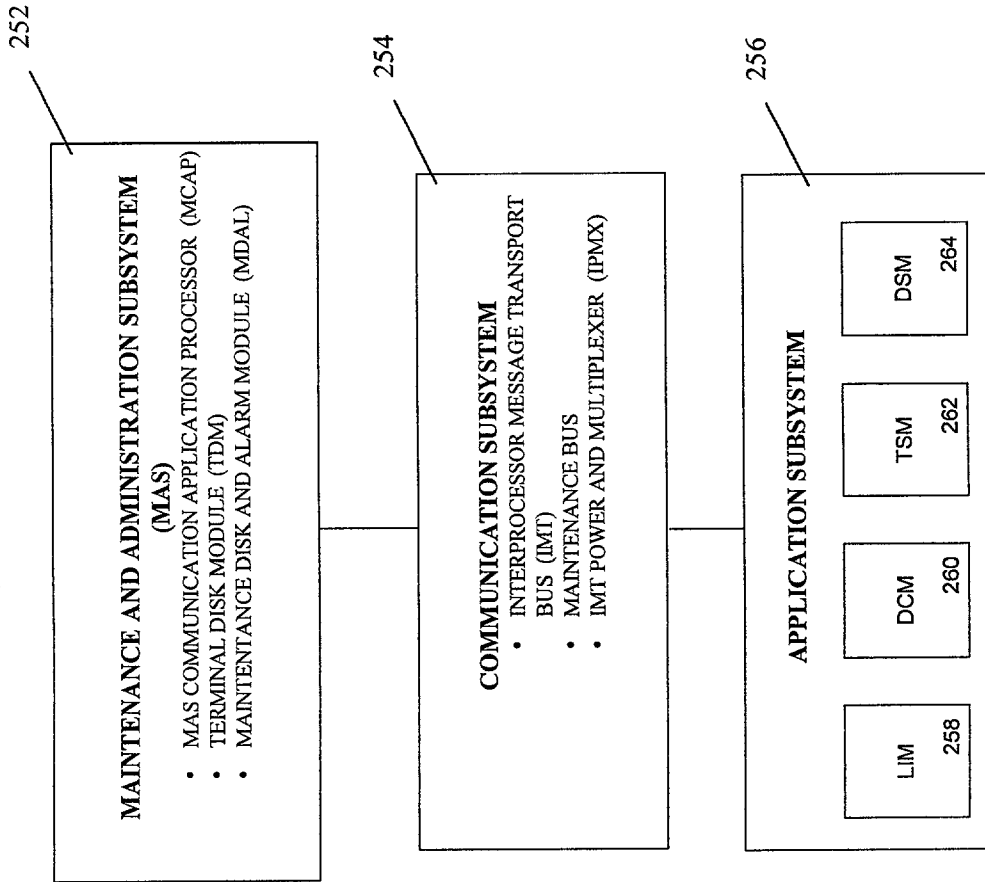 252
MAINTENANCE AND ADMINISTRATION SUBSYSTEM
(MAS)
• MAS COMMUNICATION APPLICATION PROCESSOR (MCAP)
• TERMINAL DISK MODULE (TDM)
• MAINTENTANCE DISK AND ALARM MODULE (MDAL)
254
COMMUNICATION SUBSYSTEM
• INTERPROCESSOR MESSAGE TRANSPORT
BUS (IMT)
• MAINTENANCE BUS
• IMT POWER AND MULTIPLEXER (IPMX)
256
APPLICATION SUBSYSTEM
LIM
258
DCM
260
TSM
262
DSM
264